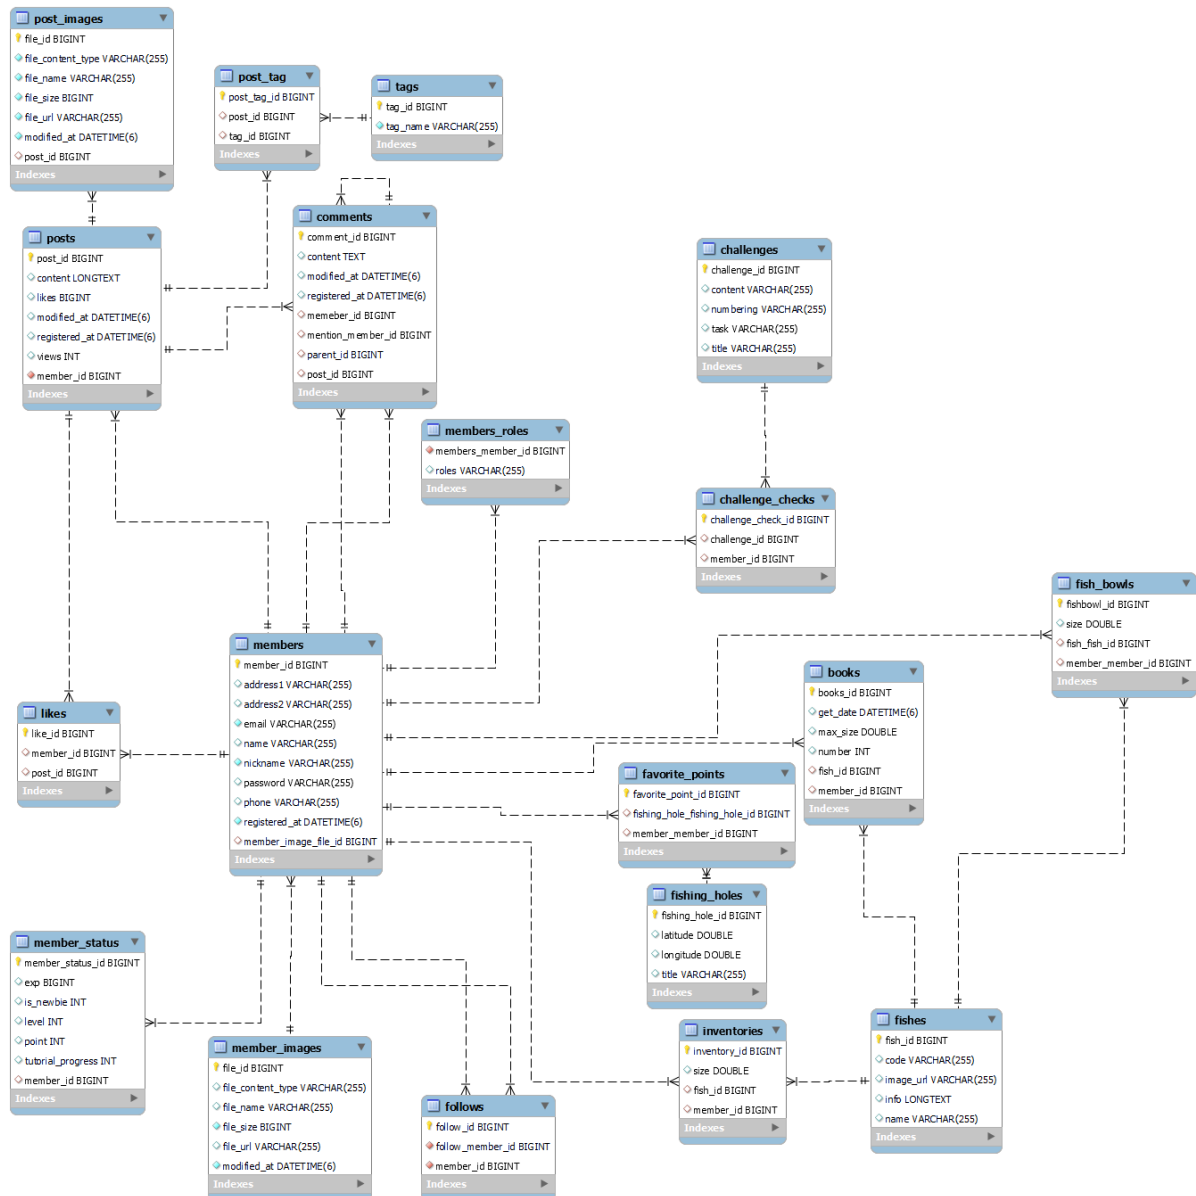 post_images
file_id BIGINT
file_content_type VARCHAR(255)
file_name VARCHAR(255)
file_size BIGINT
file_url VARCHAR(255)
modified_at DATETIME(6)
post_id BIGINT
Indexes
post_tag
post_tag_id BIGINT
post_id BIGINT
tag_id BIGINT
Indexes
tags
tag_id BIGINT
tag_name VARCHAR(255)
Indexes
posts
post_id BIGINT
content LONGTEXT
likes BIGINT
modified_at DATETIME(6)
registered_at DATETIME(6)
views INT
member_id BIGINT
Indexes
comments
comment_id BIGINT
content TEXT
modified_at DATETIME(6)
registered_at DATETIME(6)
memeber_id BIGINT
mention_member_id BIGINT
parent_id BIGINT
post_id BIGINT
Indexes
challenges
challenge_id BIGINT
content VARCHAR(255)
numbering VARCHAR(255)
task VARCHAR(255)
title VARCHAR(255)
Indexes
members_roles
members_member_id BIGINT
roles VARCHAR(255)
Indexes
challenge_checks
challenge_check_id BIGINT
challenge_id BIGINT
member_id BIGINT
Indexes
fish_bowls
fishbowl_id BIGINT
size DOUBLE
fish_fish_id BIGINT
member_member_id BIGINT
Indexes
members
member_id BIGINT
address1 VARCHAR(255)
address2 VARCHAR(255)
email VARCHAR(255)
name VARCHAR(255)
nickname VARCHAR(255)
password VARCHAR(255)
phone VARCHAR(255)
registered_at DATETIME(6)
member_image_file_id BIGINT
Indexes
books
books_id BIGINT
get_date DATETIME(6)
max_size DOUBLE
number INT
fish_id BIGINT
member_id BIGINT
Indexes
likes
like_id BIGINT
member_id BIGINT
post_id BIGINT
Indexes
favorite_points
favorite_point_id BIGINT
fishing_hole_fishing_hole_id BIGINT
member_member_id BIGINT
Indexes
fishing_holes
fishing_hole_id BIGINT
latitude DOUBLE
longitude DOUBLE
title VARCHAR(255)
Indexes
member_status
member_status_id BIGINT
exp BIGINT
is_newbie INT
level INT
point INT
tutorial_progress INT
member_id BIGINT
Indexes
member_images
file_id BIGINT
file_content_type VARCHAR(255)
file_name VARCHAR(255)
file_size BIGINT
file_url VARCHAR(255)
modified_at DATETIME(6)
Indexes
follows
follow_id BIGINT
follow_member_id BIGINT
member_id BIGINT
Indexes
inventories
inventory_id BIGINT
size DOUBLE
fish_id BIGINT
member_id BIGINT
Indexes
fishes
fish_id BIGINT
code VARCHAR(255)
image_url VARCHAR(255)
info LONGTEXT
name VARCHAR(255)
Indexes